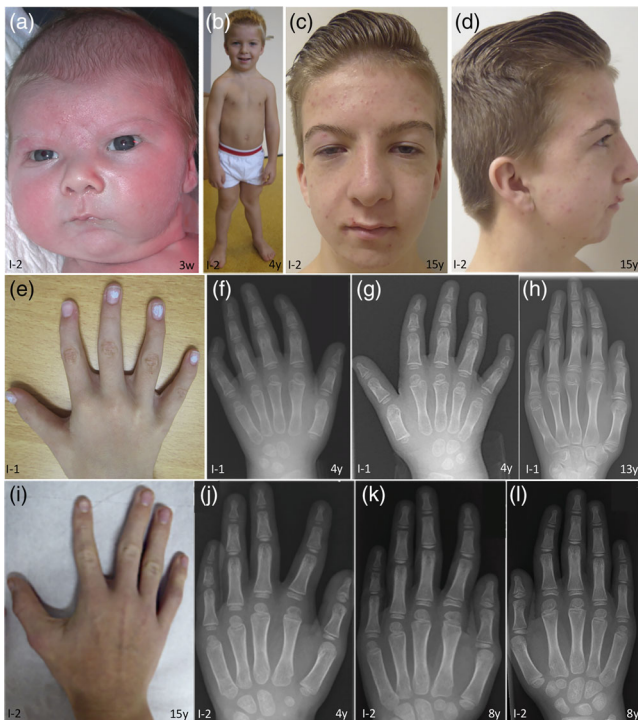 (a)
I-2 3w
(b)
I-2 4y
(c)
I-2 15y
(d)
I-2 15y
(e)
I-1
(f)
I-1 4y
(g)
I-1 4y
(h)
I-1 13y
(i)
I-2 15y
(j)
I-2 4y
(k)
I-2 8y
(l)
I-2 8y